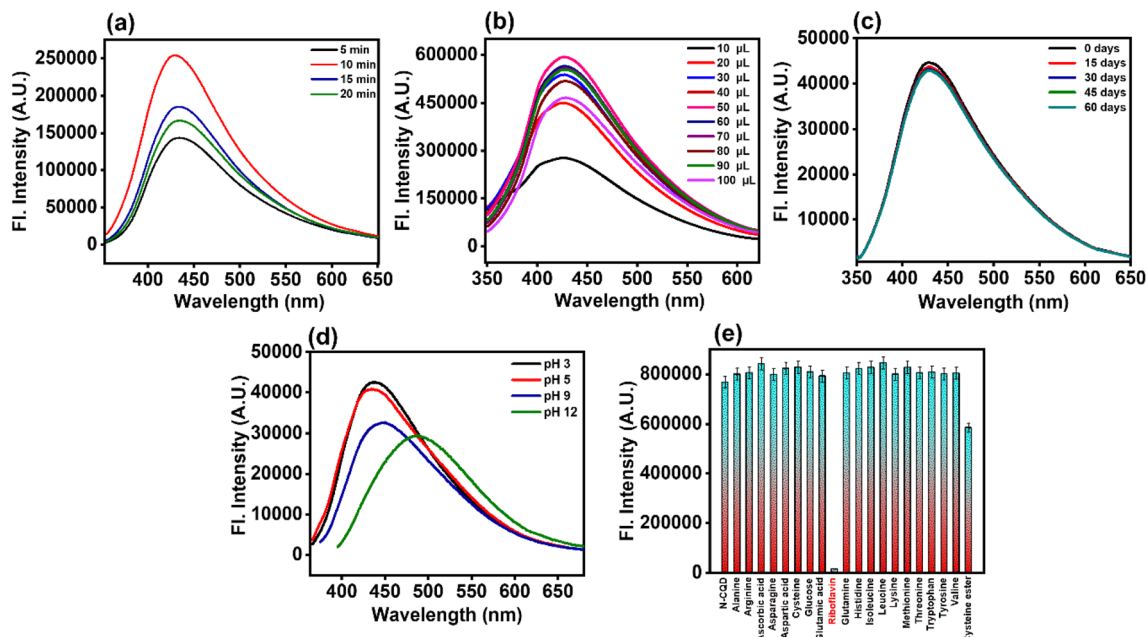 (a)
Fl. Intensity (A.U.)
250000
200000
150000
100000
50000
0
400 450 500 550 600 650
Wavelength (nm)
5 min
10 min
15 min
20 min
(b)
Fl. Intensity (A.U.)
600000
450000
300000
150000
0
350 400 450 500 550 600
Wavelength (nm)
10 µL
20 µL
30 µL
40 µL
50 µL
60 µL
70 µL
80 µL
90 µL
100 µL
(c)
Fl. Intensity (A.U.)
50000
40000
30000
20000
10000
0
350 400 450 500 550 600 650
Wavelength (nm)
0 days
15 days
30 days
45 days
60 days
(d)
Fl. Intensity (A.U.)
50000
40000
30000
20000
10000
0
400 450 500 550 600 650
Wavelength (nm)
pH 3
pH 5
pH 9
pH 12
(e)
Fl. Intensity (A.U.)
800000
600000
400000
200000
0
N-CQD
Alanine
Arginine
Ascorbic acid
Asparagine
Aspartic acid
Cysteine
Glucose
Glutamic acid
Riboflavin
Glutamine
Histidine
Isoleucine
Leucine
Lysine
Methionine
Threonine
Tryptophan
Tyrosine
Valine
ysteine ester